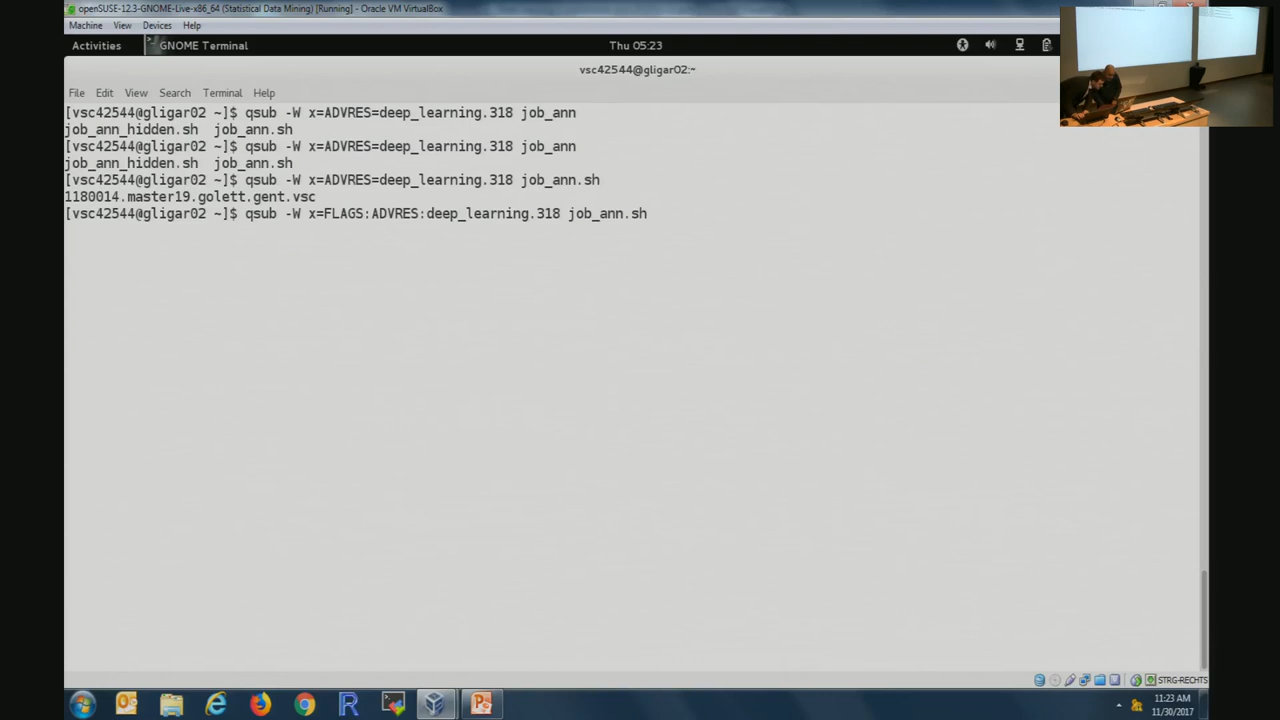 openSUSE-12.3-GNOME-Live-x86_64 (Statistical Data Mining) [Running] - Oracle VM VirtualBox
Machine View Devices Help
Activities GNOME Terminal Thu 05:23
vsc42544@gligar02:~
File Edit View Search Terminal Help
[vsc42544@gligar02 ~]$ qsub -W x=ADVRES=deep_learning.318 job_ann
job_ann_hidden.sh job_ann.sh
[vsc42544@gligar02 ~]$ qsub -W x=ADVRES=deep_learning.318 job_ann
job_ann_hidden.sh job_ann.sh
[vsc42544@gligar02 ~]$ qsub -W x=ADVRES=deep_learning.318 job_ann.sh
1180014.master19.golett.gent.vsc
[vsc42544@gligar02 ~]$ qsub -W x=FLAGS:ADVRES:deep_learning.318 job_ann.sh
STRG-RECHTS
11:23 AM
11/30/2017